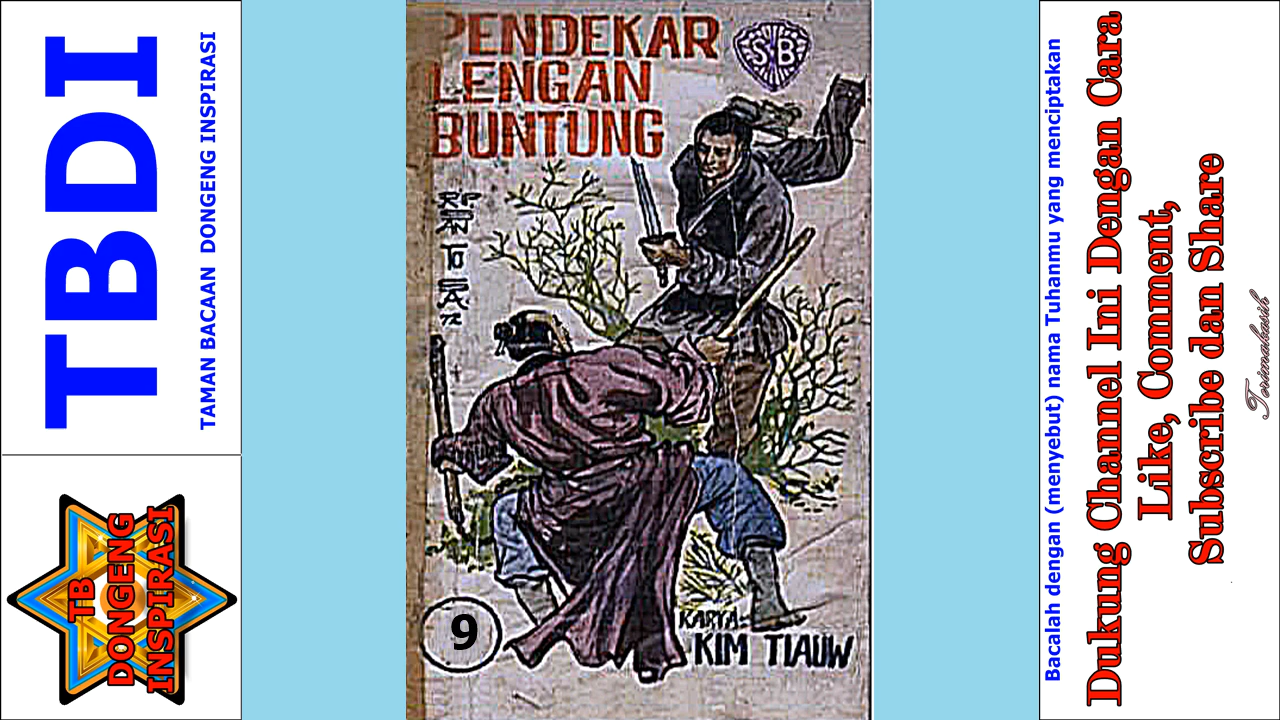 TBDI
TAMAN BACAAN DONGENG INSPIRASI
TB
DONGENG
INSPIRASI
PENDEKAR
LENGAN
BUNTUNG
SB
9
KARYA
KIM TIAUW
Bacalah dengan (menyebut) nama Tuhanmu yang menciptakan
Dukung Channel Ini Dengan Cara
Like, Comment,
Subscribe dan Share
Terimakasih